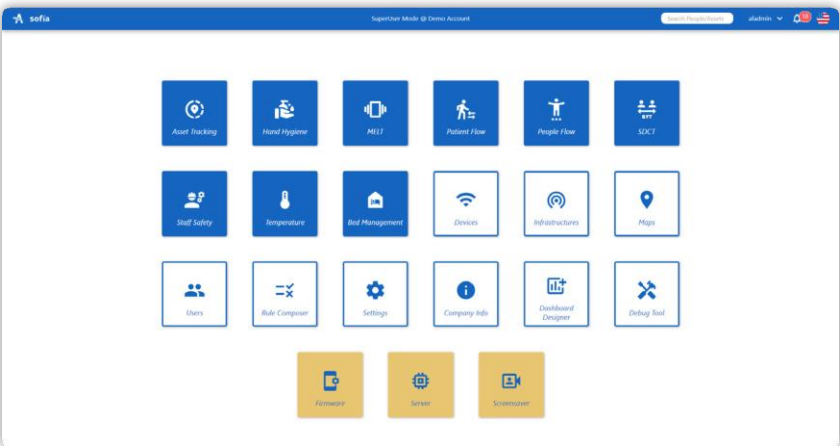 sofia
SuperUser Mode @ Demo Account
Search People/Assets
aladmin
Asset Tracking
Hand Hygiene
MELT
Patient Flow
People Flow
6FT
SDCT
Staff Safety
Temperature
Bed Management
Devices
Infrastructures
Maps
Users
Rule Composer
Settings
Company Info
Dashboard
Designer
Debug Tool
Firmware
Server
Screensaver